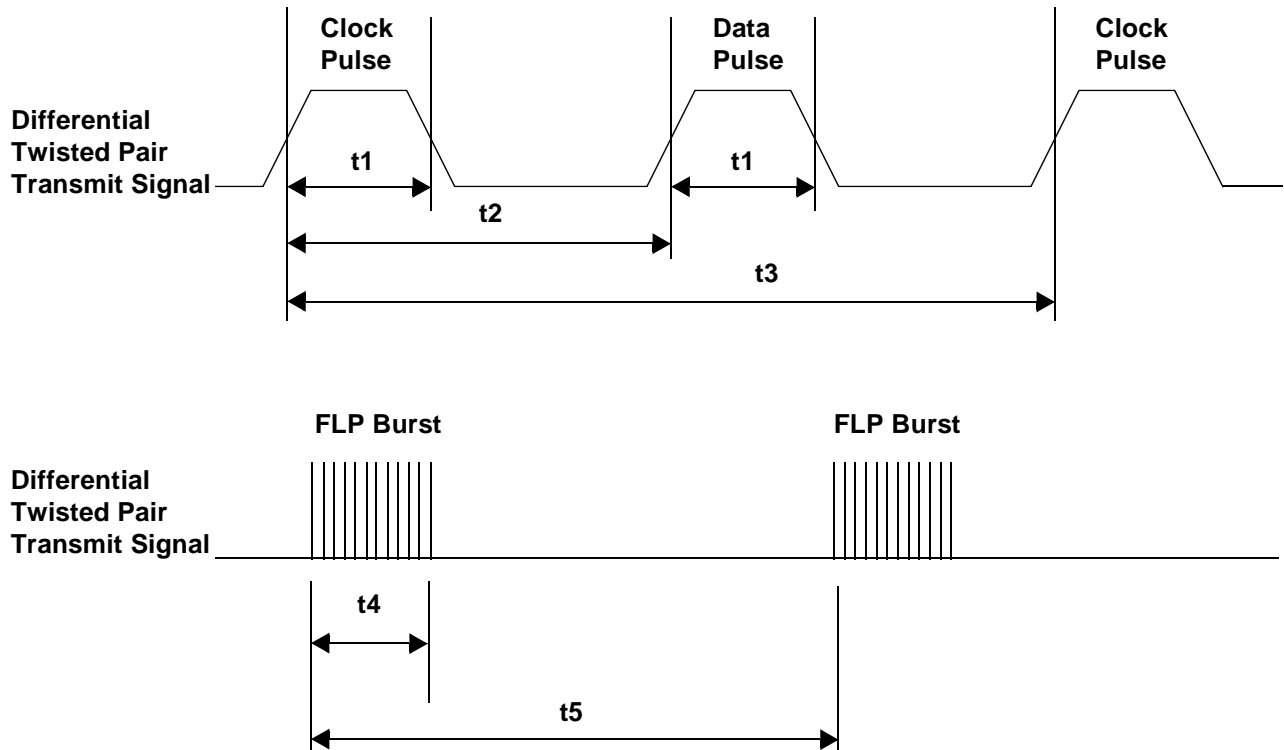 Clock
Pulse
Data
Pulse
Clock
Pulse
Differential
Twisted Pair
Transmit Signal
t1
t1
t2
t3
FLP Burst
FLP Burst
Differential
Twisted Pair
Transmit Signal
t4
t5